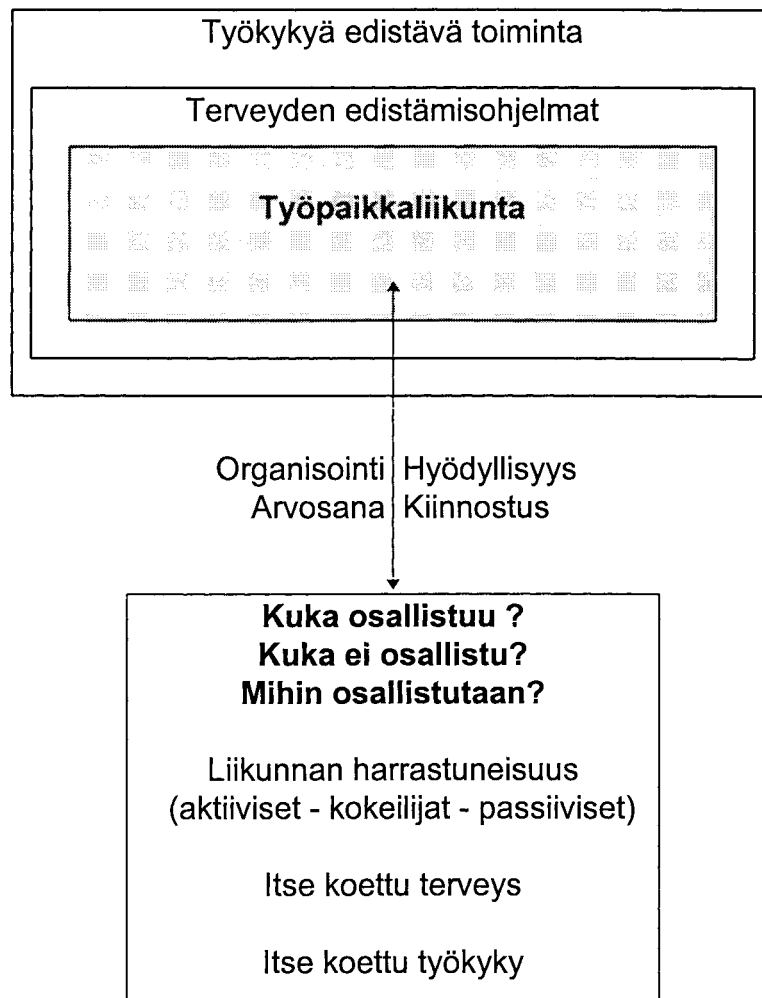 Työkykyä edistävä toiminta
Terveyden edistämisohjelmat
Työpaikkaliikunta
Organisointi Hyödyllisyys
Arvosana Kiinnostus
Kuka osallistuu ?
Kuka ei osallistu?
Mihin osallistutaan?
Liikunnan harrastuneisuus
(aktiiviset - kokeilijat - passiiviset)
Itse koettu terveys
Itse koettu työkyky